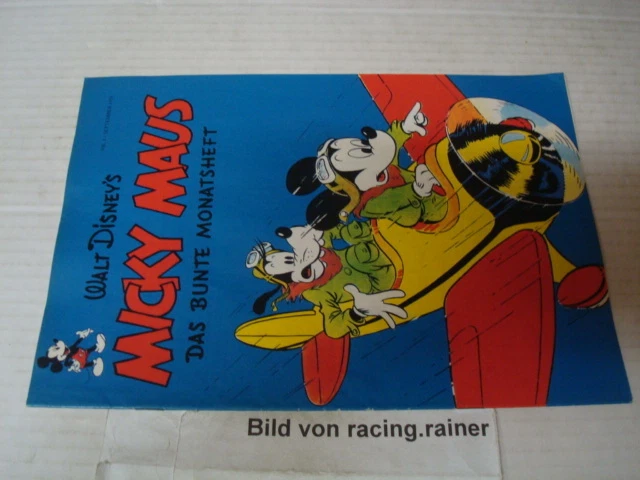 WALT DISNEY'S
MICKY MAUS
DAS BUNTE MONATSHEFT
Bild von racing.rainer